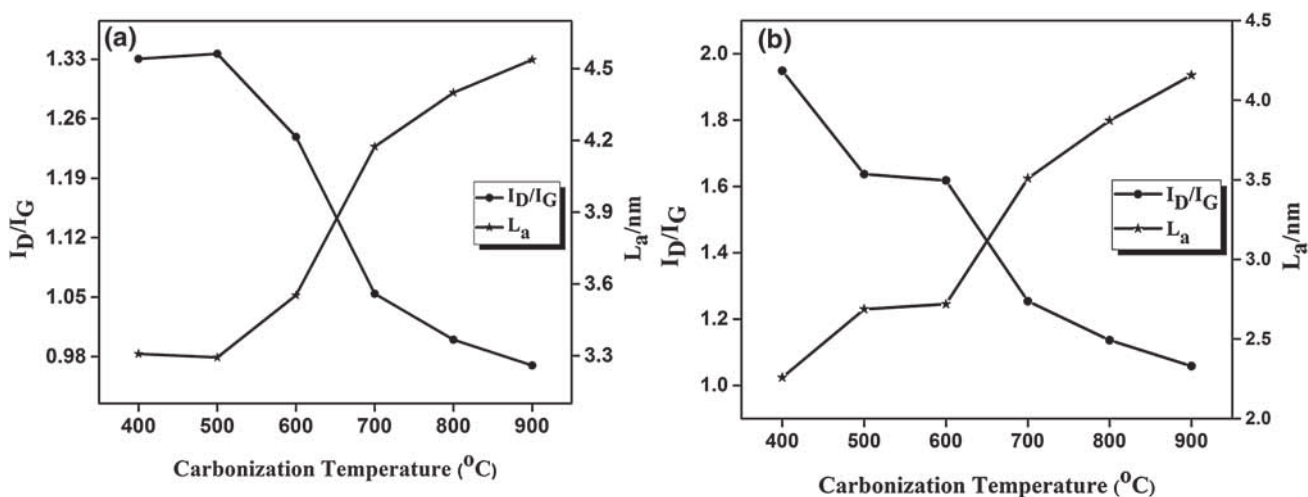 (a)
I_D/I_G
1.33
1.26
1.19
1.12
1.05
0.98
4.5
4.2
3.9
3.6
3.3
L_a/nm
I_D/I_G
L_a
400 500 600 700 800 900
Carbonization Temperature (°C)
(b)
I_D/I_G
2.0
1.8
1.6
1.4
1.2
1.0
4.5
4.0
3.5
3.0
2.5
2.0
L_a/nm
I_D/I_G
L_a
400 500 600 700 800 900
Carbonization Temperature (°C)